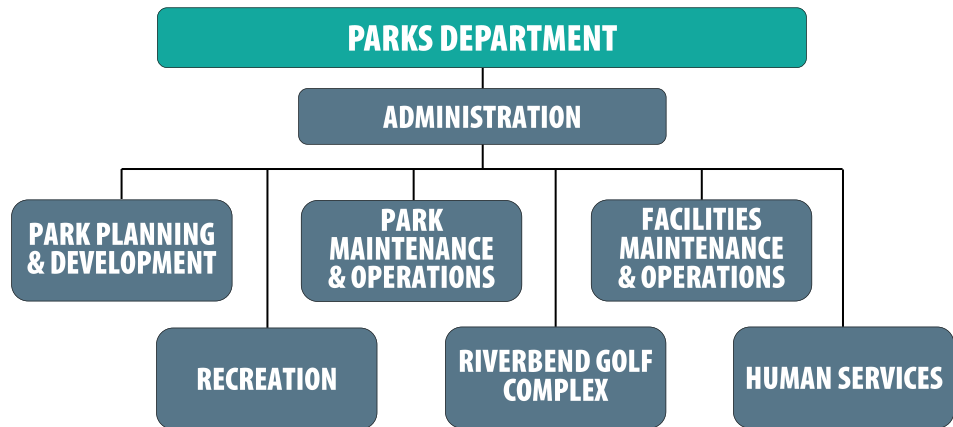 PARKS DEPARTMENT
ADMINISTRATION
PARK PLANNING
& DEVELOPMENT
PARK
MAINTENANCE
& OPERATIONS
FACILITIES
MAINTENANCE
& OPERATIONS
RECREATION
RIVERBEND GOLF
COMPLEX
HUMAN SERVICES